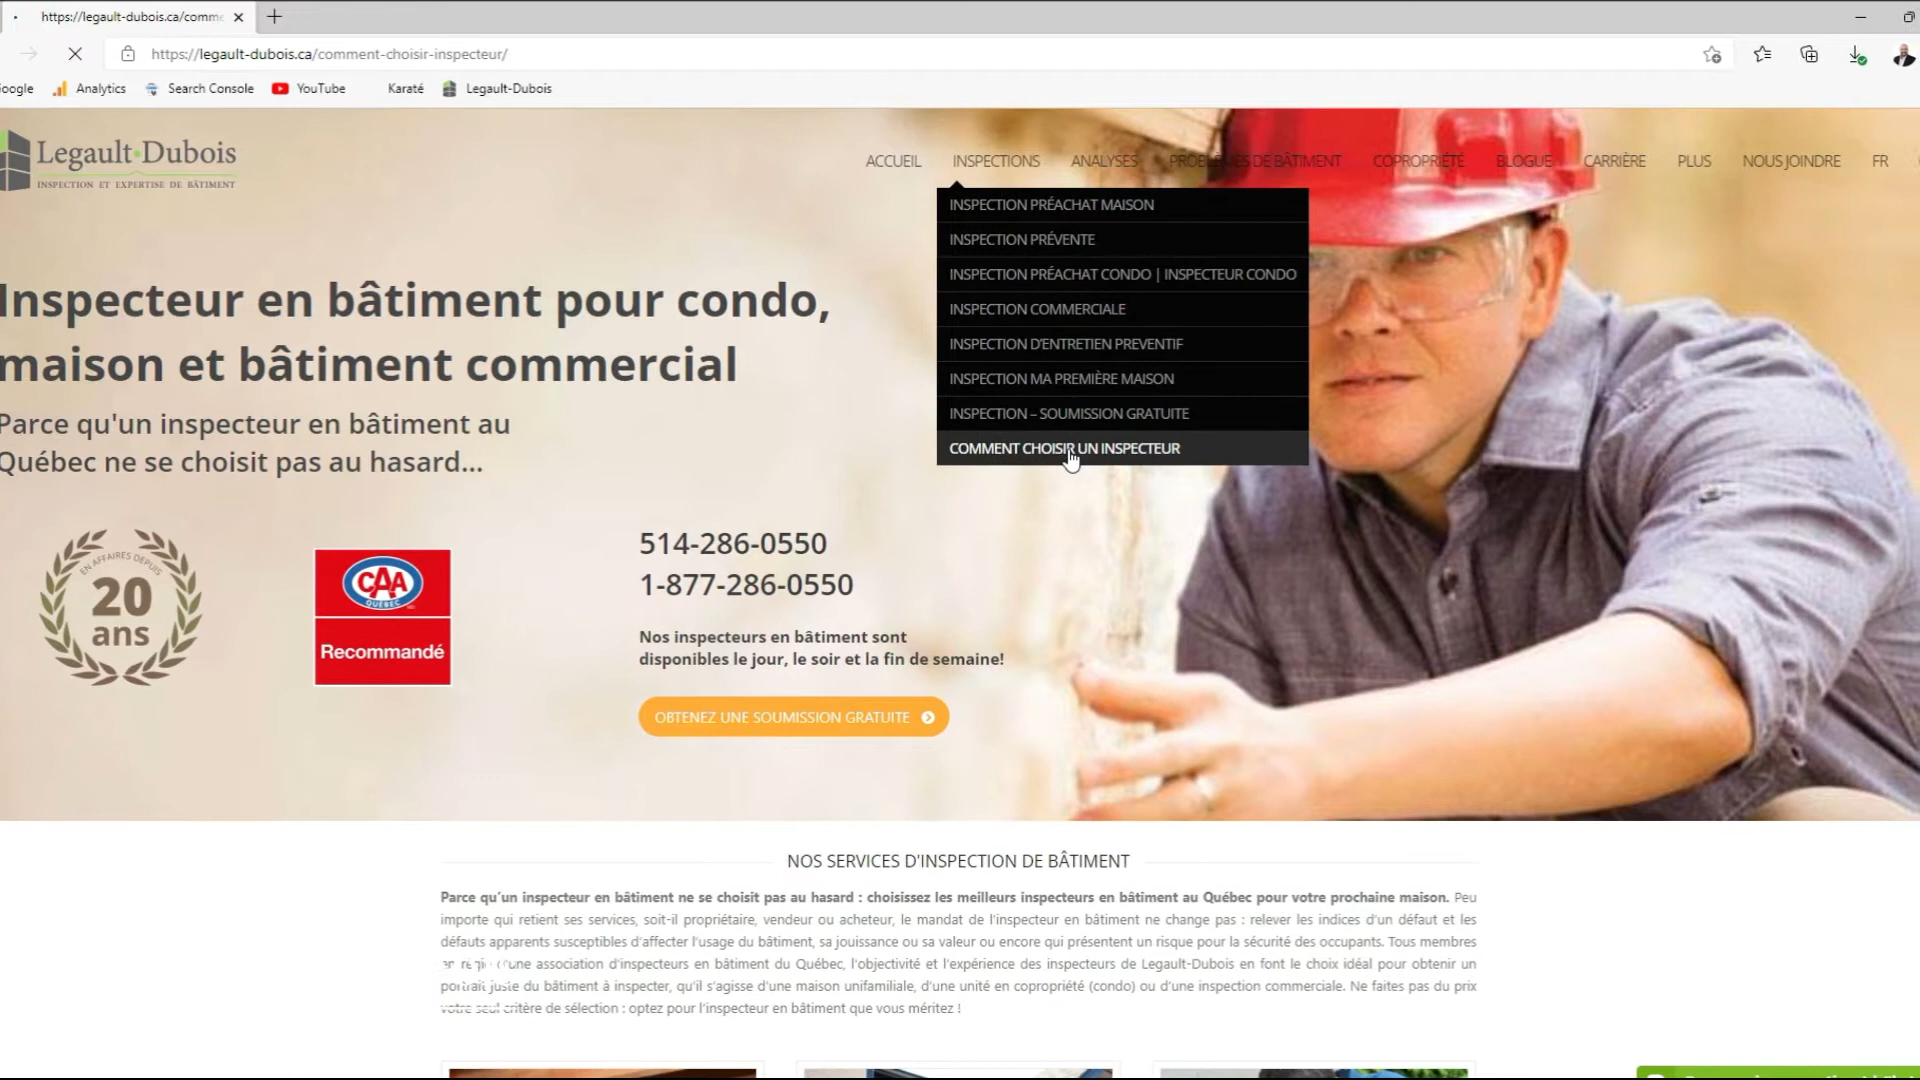 https://legault-dubois.ca/comm
https://legault-dubois.ca/comment-choisir-inspecteur/
oogle Analytics Search Console YouTube Karaté Legault-Dubois
Legault·Dubois
INSPECTION ET EXPERTISE DE BÂTIMENT
ACCUEIL INSPECTIONS ANALYSES PROBLÈMES DE BÂTIMENT COPROPRIÉTÉ BLOGUE CARRIÈRE PLUS NOUS JOINDRE FR
INSPECTION PRÉACHAT MAISON
INSPECTION PRÉVENTE
INSPECTION PRÉACHAT CONDO | INSPECTEUR CONDO
INSPECTION COMMERCIALE
INSPECTION D'ENTRETIEN PREVENTIF
INSPECTION MA PREMIÈRE MAISON
INSPECTION – SOUMISSION GRATUITE
COMMENT CHOISIR UN INSPECTEUR
Inspecteur en bâtiment pour condo,
maison et bâtiment commercial
Parce qu'un inspecteur en bâtiment au
Québec ne se choisit pas au hasard...
EN AFFAIRES DEPUIS
20
ans
CAA
QUÉBEC
Recommandé
514-286-0550
1-877-286-0550
Nos inspecteurs en bâtiment sont
disponibles le jour, le soir et la fin de semaine!
OBTENEZ UNE SOUMISSION GRATUITE
NOS SERVICES D'INSPECTION DE BÂTIMENT
Parce qu'un inspecteur en bâtiment ne se choisit pas au hasard : choisissez les meilleurs inspecteurs en bâtiment au Québec pour votre prochaine maison. Peu
importe qui retient ses services, soit-il propriétaire, vendeur ou acheteur, le mandat de l'inspecteur en bâtiment ne change pas : relever les indices d'un défaut et les
défauts apparents susceptibles d'affecter l'usage du bâtiment, sa jouissance ou sa valeur ou encore qui présentent un risque pour la sécurité des occupants. Tous membres
en règle d'une association d'inspecteurs en bâtiment du Québec, l'objectivité et l'expérience des inspecteurs de Legault-Dubois en font le choix idéal pour obtenir un
portrait juste du bâtiment à inspecter, qu'il s'agisse d'une maison unifamiliale, d'une unité en copropriété (condo) ou d'une inspection commerciale. Ne faites pas du prix
votre seul critère de sélection : optez pour l'inspecteur en bâtiment que vous méritez !